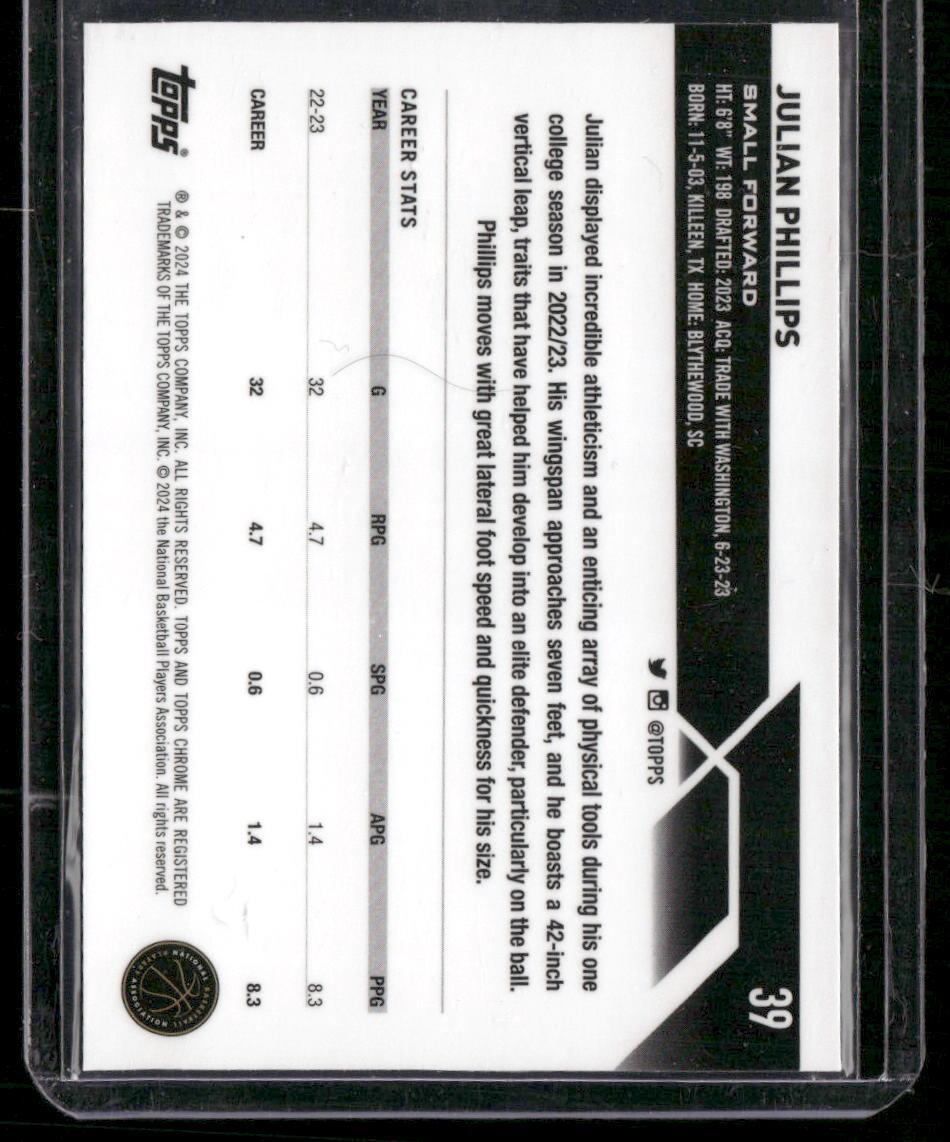 JULIAN PHILLIPS
39
SMALL FORWARD
HT: 6'8" WT: 198 DRAFTED: 2023 ACQ: TRADE WITH WASHINGTON, 6-23-23
BORN: 11-5-03, KILLEEN, TX HOME: BLYTHEWOOD, SC
@TOPPS
Julian displayed incredible athleticism and an enticing array of physical tools during his one
college season in 2022/23. His wingspan approaches seven feet, and he boasts a 42-inch
vertical leap, traits that have helped him develop into an elite defender, particularly on the ball.
Phillips moves with great lateral foot speed and quickness for his size.
CAREER STATS
YEAR G RPG SPG APG PPG
22-23 32 4.7 0.6 1.4 8.3
CAREER 32 4.7 0.6 1.4 8.3
topps®
® & © 2024 THE TOPPS COMPANY, INC. ALL RIGHTS RESERVED. TOPPS AND TOPPS CHROME ARE REGISTERED
TRADEMARKS OF THE TOPPS COMPANY, INC. © 2024 the National Basketball Players Association. All rights reserved.
NATIONAL BASKETBALL PLAYERS ASSOCIATION